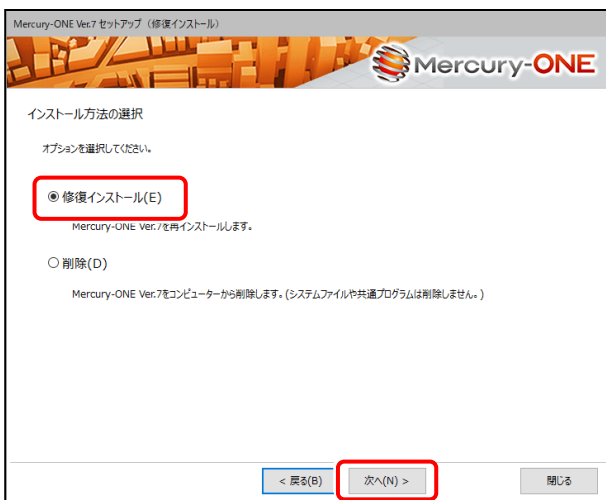 Mercury-ONE Ver.7 セットアップ（修復インストール）
Mercury-ONE
インストール方法の選択
オプションを選択してください。
修復インストール(E)
Mercury-ONE Ver.7を再インストールします。
削除(D)
Mercury-ONE Ver.7をコンピューターから削除します。(システムファイルや共通プログラムは削除しません。)
< 戻る(B) 次へ(N) > 閉じる